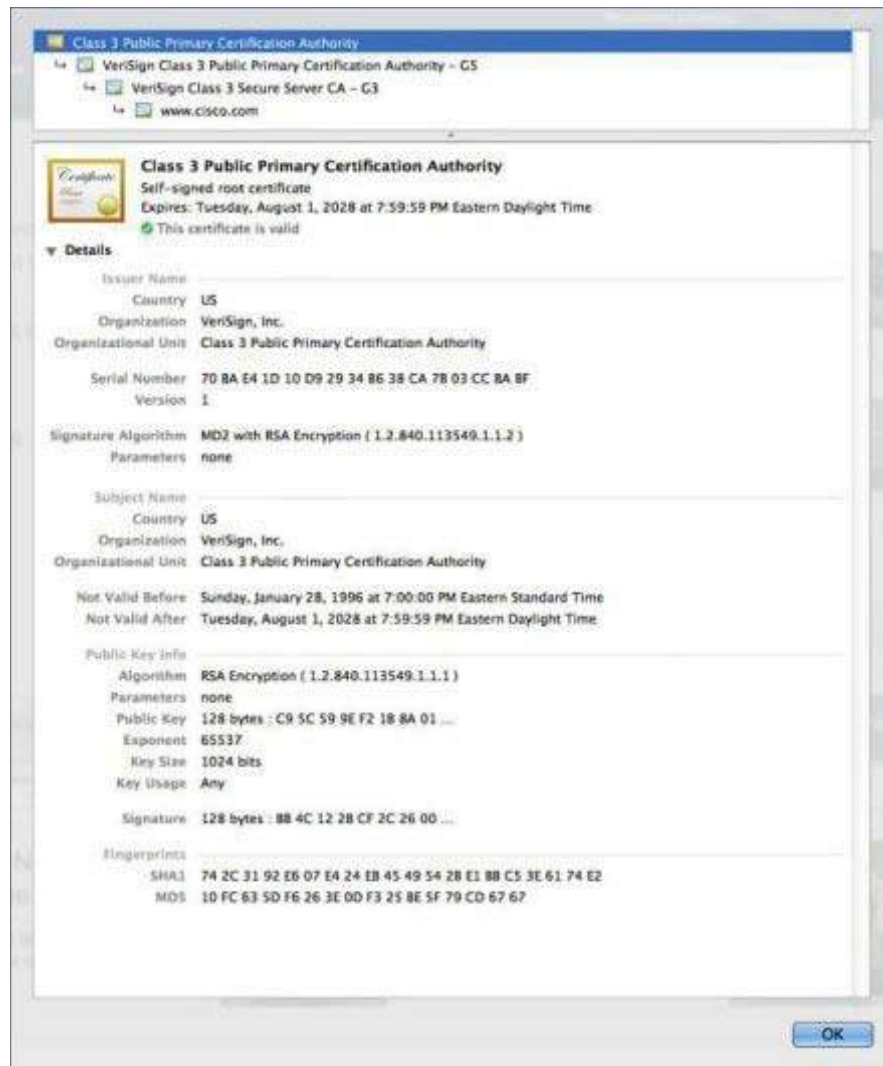 Class 3 Public Primary Certification Authority
VeriSign Class 3 Public Primary Certification Authority - G5
VeriSign Class 3 Secure Server CA - G3
www.cisco.com
Certificate
Class 3 Public Primary Certification Authority
Self-signed root certificate
Expires: Tuesday, August 1, 2028 at 7:59:59 PM Eastern Daylight Time
This certificate is valid
Details
Issuer Name
Country US
Organization VeriSign, Inc.
Organizational Unit Class 3 Public Primary Certification Authority
Serial Number 70 BA E4 1D 10 D9 29 34 B6 38 CA 7B 03 CC BA BF
Version 1
Signature Algorithm MD2 with RSA Encryption ( 1.2.840.113549.1.1.2 )
Parameters none
Subject Name
Country US
Organization VeriSign, Inc.
Organizational Unit Class 3 Public Primary Certification Authority
Not Valid Before Sunday, January 28, 1996 at 7:00:00 PM Eastern Standard Time
Not Valid After Tuesday, August 1, 2028 at 7:59:59 PM Eastern Daylight Time
Public Key Info
Algorithm RSA Encryption ( 1.2.840.113549.1.1.1 )
Parameters none
Public Key 128 bytes : C9 5C 59 9E F2 1B 8A 01 ...
Exponent 65537
Key Size 1024 bits
Key Usage Any
Signature 128 bytes : BB 4C 12 2B CF 2C 26 00 ...
Fingerprints
SHA1 74 2C 31 92 E6 07 E4 24 EB 45 49 54 2B E1 BB C5 3E 61 74 E2
MD5 10 FC 63 5D F6 26 3E 0D F3 25 BE 5F 79 CD 67 67
OK